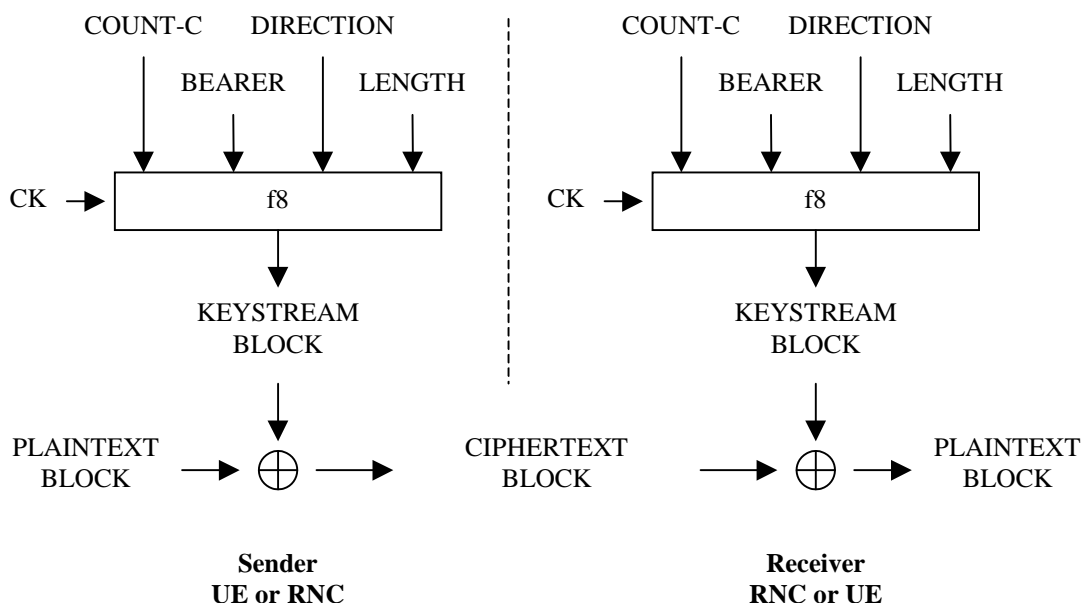 COUNT-C DIRECTION COUNT-C DIRECTION
BEARER LENGTH BEARER LENGTH
CK f8 CK f8
KEYSTREAM KEYSTREAM
BLOCK BLOCK
PLAINTEXT CIPHERTEXT PLAINTEXT
BLOCK BLOCK BLOCK
Sender Receiver
UE or RNC RNC or UE